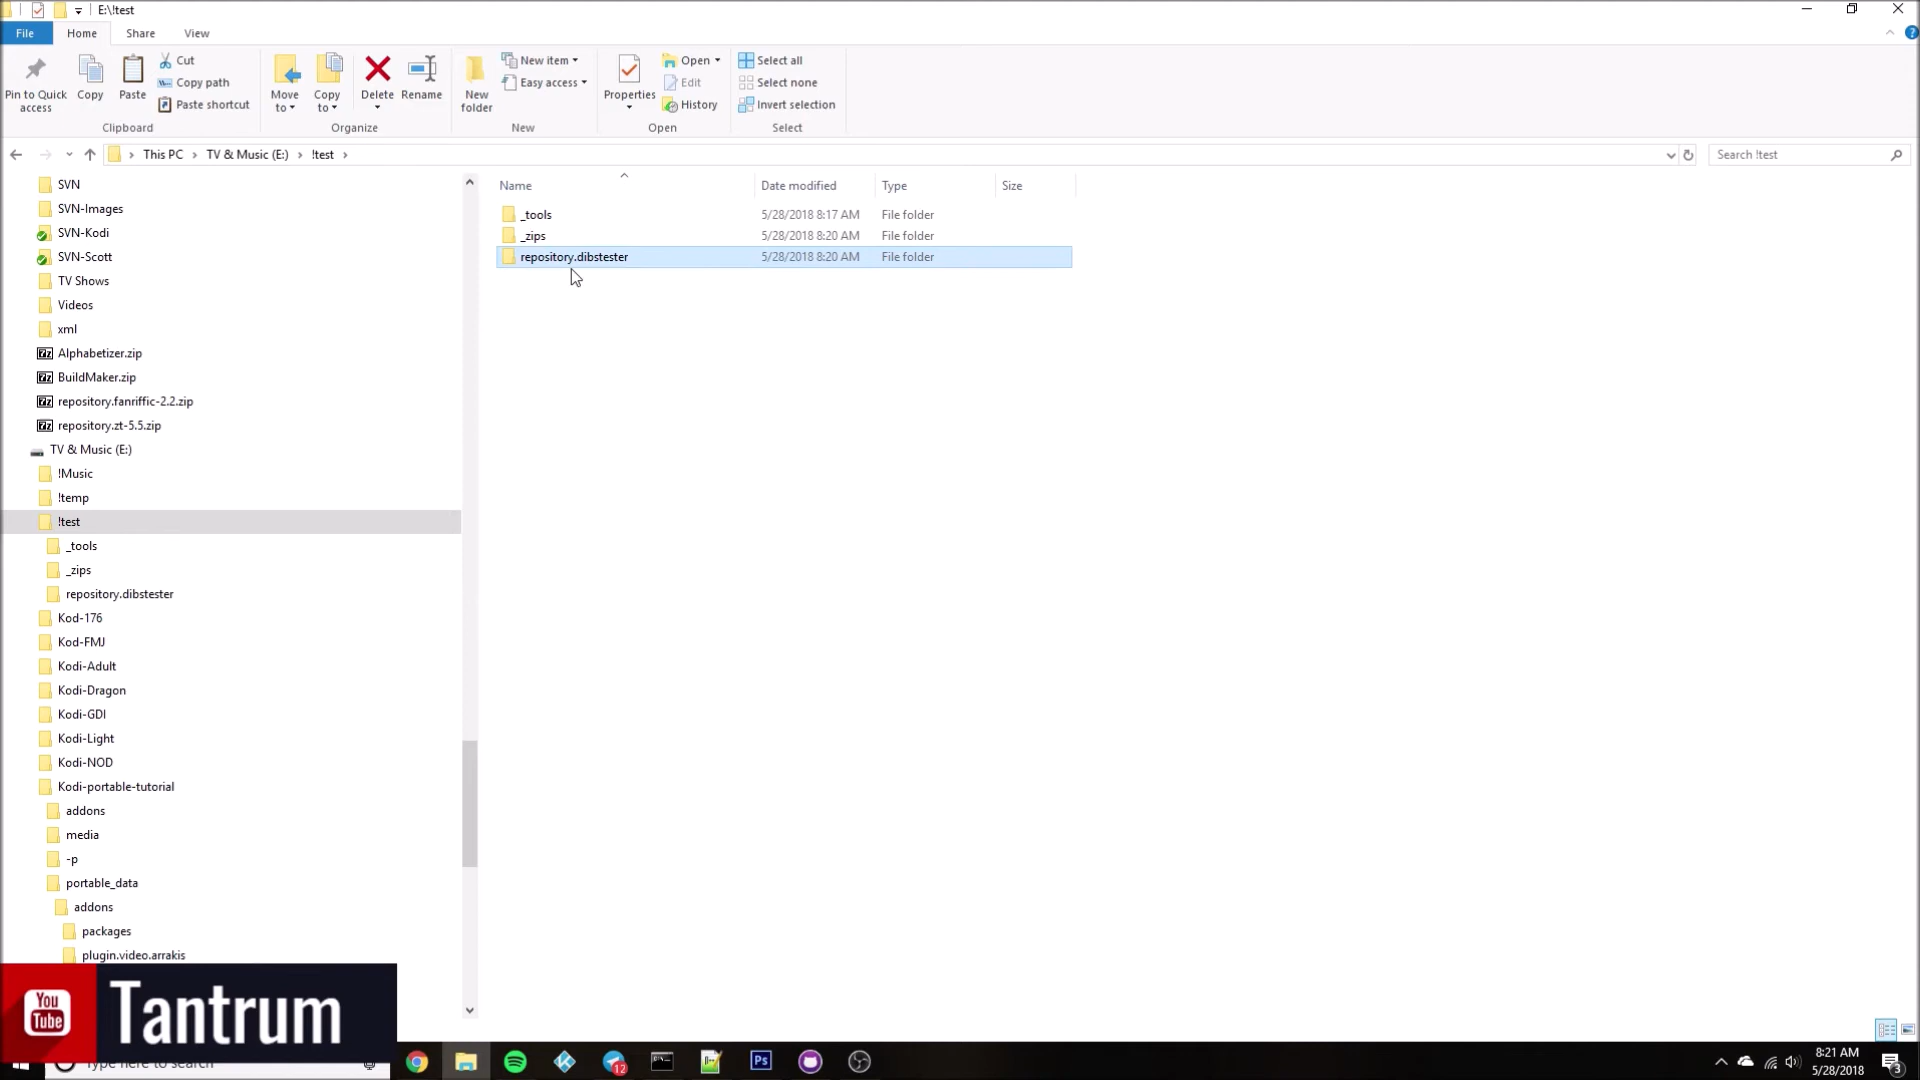 E:\!test
File Home Share View
Pin to Quick access
Copy
Paste
Cut
Copy path
Paste shortcut
Clipboard
Move to
Copy to
Delete
Rename
Organize
New folder
New item
Easy access
New
Properties
Open
Edit
History
Open
Select all
Select none
Invert selection
Select
This PC TV & Music (E:) !test
Search !test
SVN
SVN-Images
SVN-Kodi
SVN-Scott
TV Shows
Videos
xml
Alphabetizer.zip
BuildMaker.zip
repository.fanriffic-2.2.zip
repository.zt-5.5.zip
TV & Music (E:)
!Music
!temp
!test
_tools
_zips
repository.dibstester
Kod-176
Kod-FMJ
Kodi-Adult
Kodi-Dragon
Kodi-GDI
Kodi-Light
Kodi-NOD
Kodi-portable-tutorial
addons
media
-p
portable_data
addons
packages
plugin.video.arrakis
Name Date modified Type Size
_tools 5/28/2018 8:17 AM File folder
_zips 5/28/2018 8:20 AM File folder
repository.dibstester 5/28/2018 8:20 AM File folder
You Tube
Tantrum
Type here to search
12
Ps
8:21 AM
5/28/2018
3